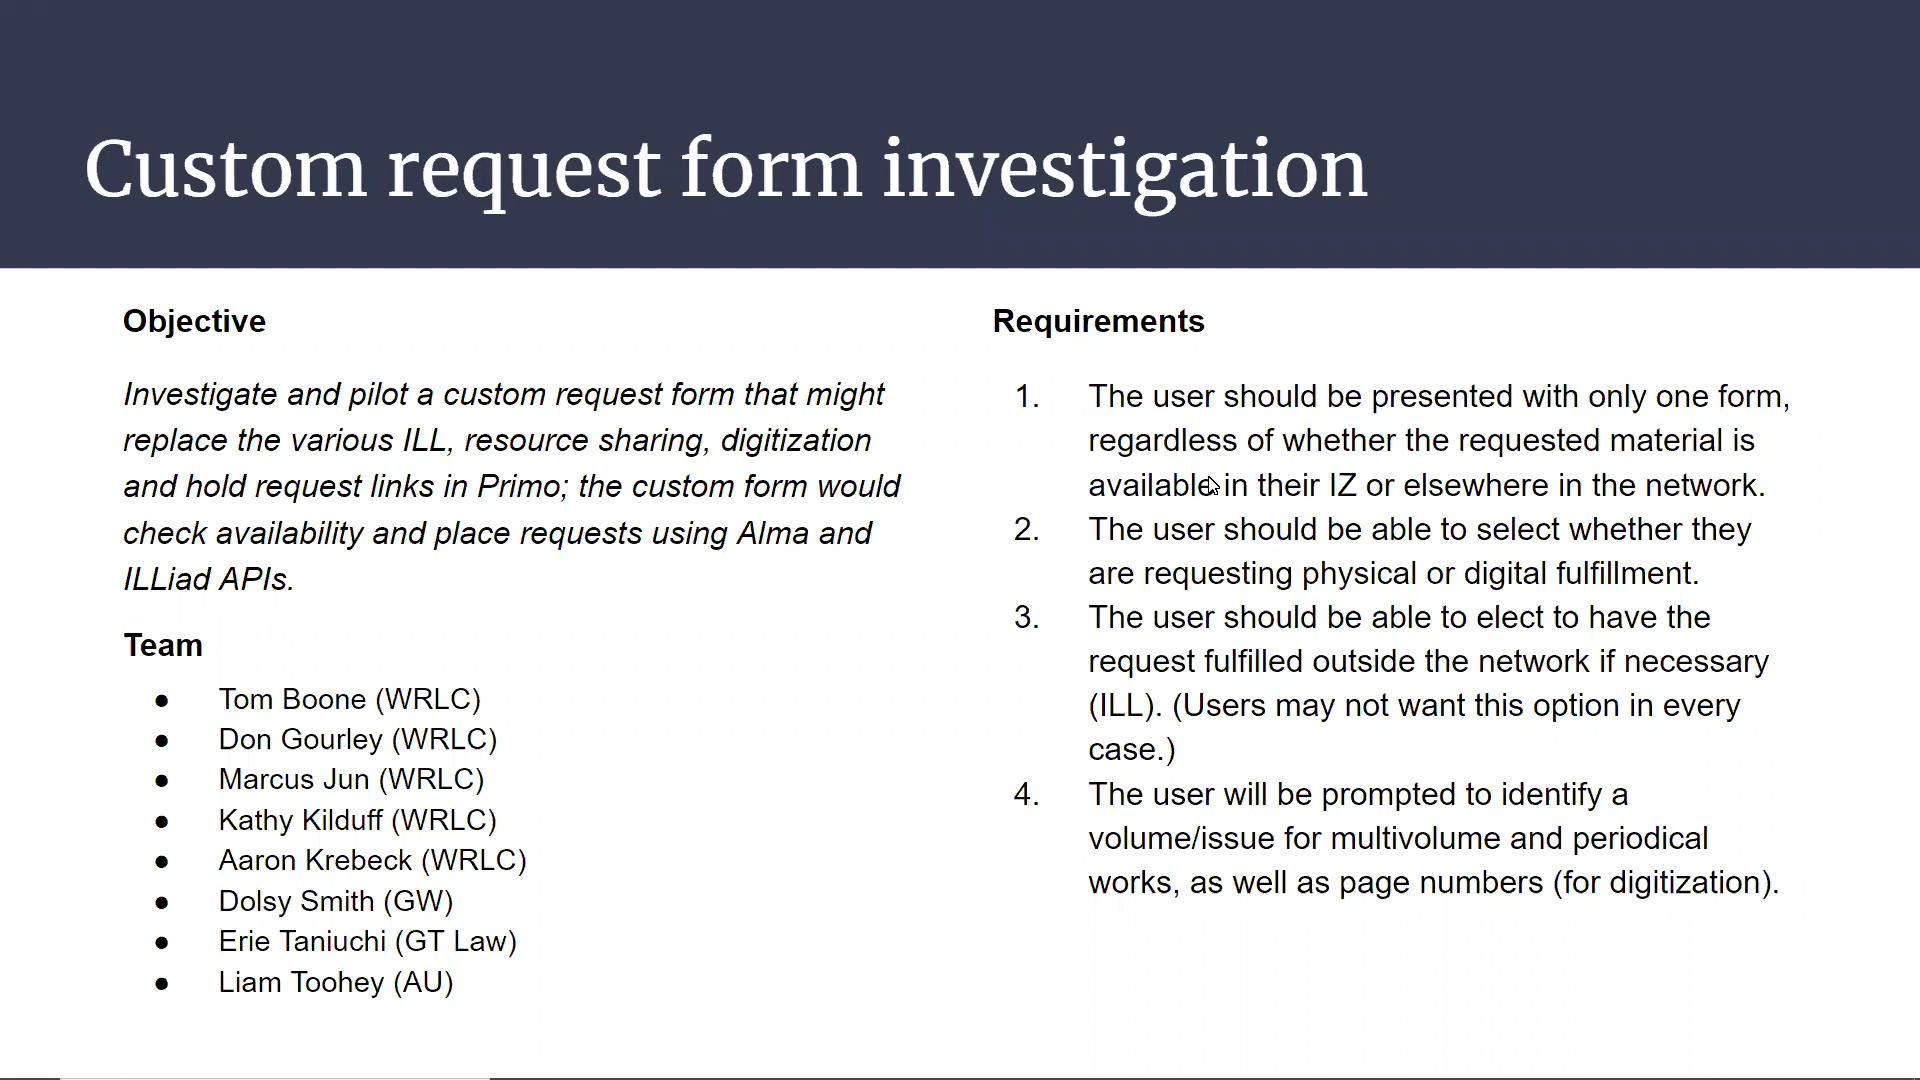 Custom request form investigation
Objective
Investigate and pilot a custom request form that might
replace the various ILL, resource sharing, digitization
and hold request links in Primo; the custom form would
check availability and place requests using Alma and
ILLiad APIs.
Team
● Tom Boone (WRLC)
● Don Gourley (WRLC)
● Marcus Jun (WRLC)
● Kathy Kilduff (WRLC)
● Aaron Krebeck (WRLC)
● Dolsy Smith (GW)
● Erie Taniuchi (GT Law)
● Liam Toohey (AU)
Requirements
1. The user should be presented with only one form,
regardless of whether the requested material is
available in their IZ or elsewhere in the network.
2. The user should be able to select whether they
are requesting physical or digital fulfillment.
3. The user should be able to elect to have the
request fulfilled outside the network if necessary
(ILL). (Users may not want this option in every
case.)
4. The user will be prompted to identify a
volume/issue for multivolume and periodical
works, as well as page numbers (for digitization).